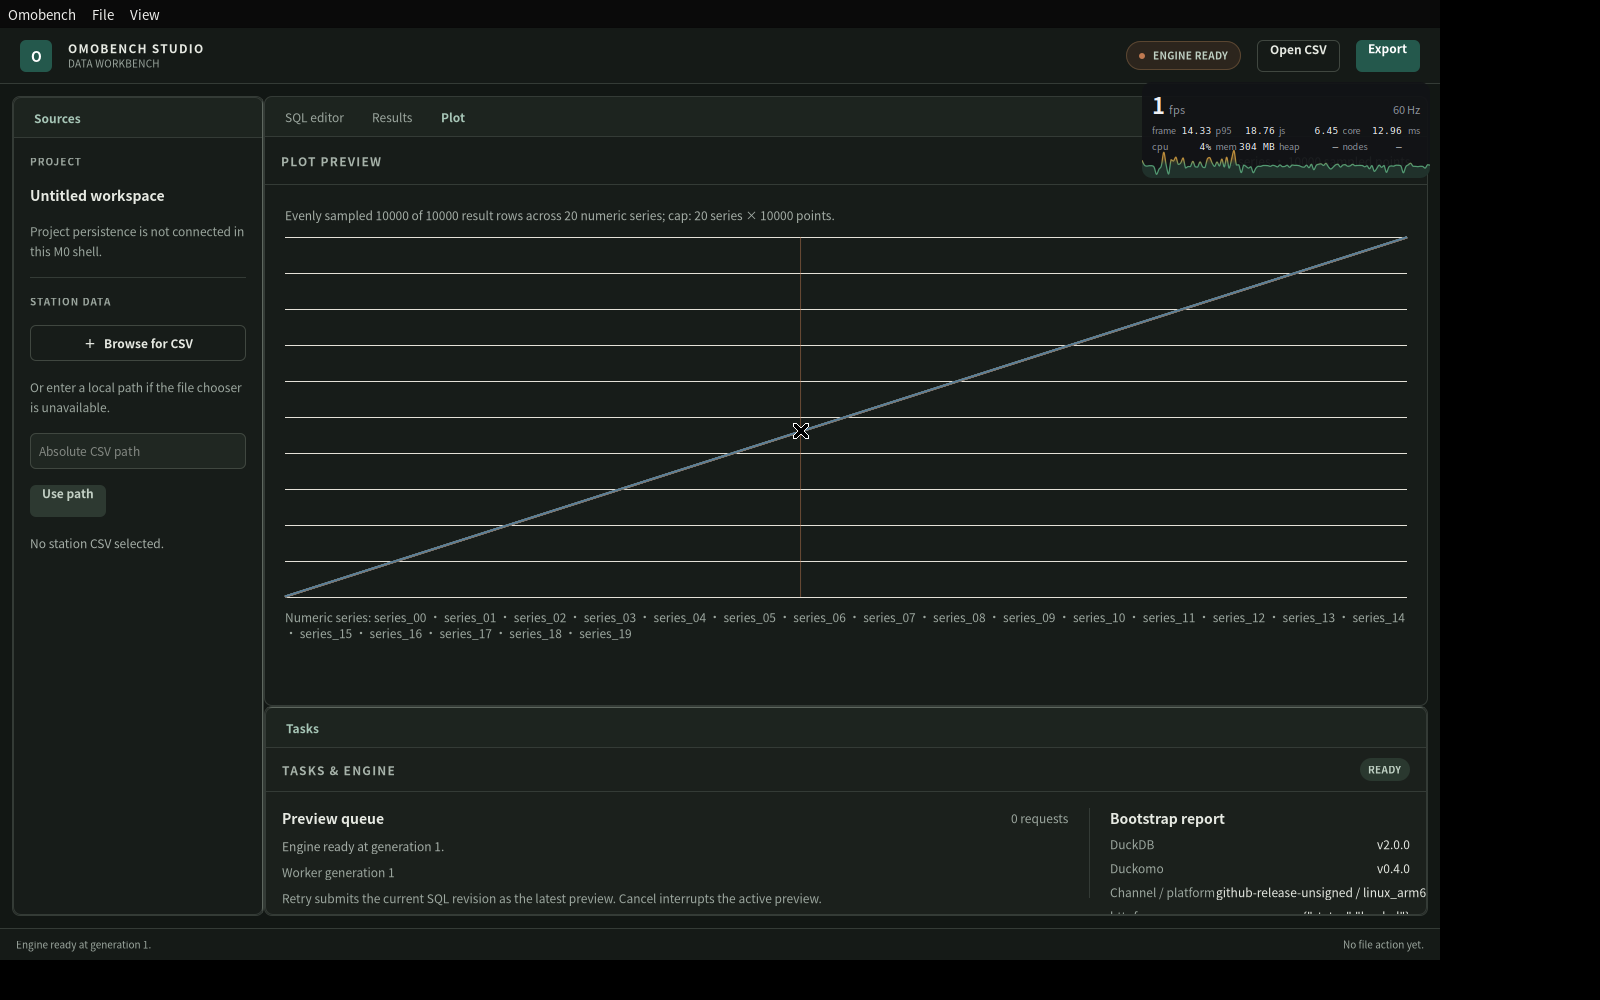 Omobench File View
O
OMOBENCH STUDIO
DATA WORKBENCH
ENGINE READY
Open CSV
Export
1 fps 60 Hz
frame 14.33 p95 18.76 js 6.45 core 12.96 ms
cpu 4% mem 304 MB heap – nodes –
Sources
PROJECT
Untitled workspace
Project persistence is not connected in
this M0 shell.
STATION DATA
+ Browse for CSV
Or enter a local path if the file chooser
is unavailable.
Absolute CSV path
Use path
No station CSV selected.
SQL editor Results Plot
PLOT PREVIEW
Evenly sampled 10000 of 10000 result rows across 20 numeric series; cap: 20 series × 10000 points.
Numeric series: series_00 · series_01 · series_02 · series_03 · series_04 · series_05 · series_06 · series_07 · series_08 · series_09 · series_10 · series_11 · series_12 · series_13 · series_14
· series_15 · series_16 · series_17 · series_18 · series_19
Tasks
TASKS & ENGINE
READY
Preview queue 0 requests
Engine ready at generation 1.
Worker generation 1
Retry submits the current SQL revision as the latest preview. Cancel interrupts the active preview.
Bootstrap report
DuckDB v2.0.0
Duckomo v0.4.0
Channel / platform github-release-unsigned / linux_arm6
Engine ready at generation 1.
No file action yet.